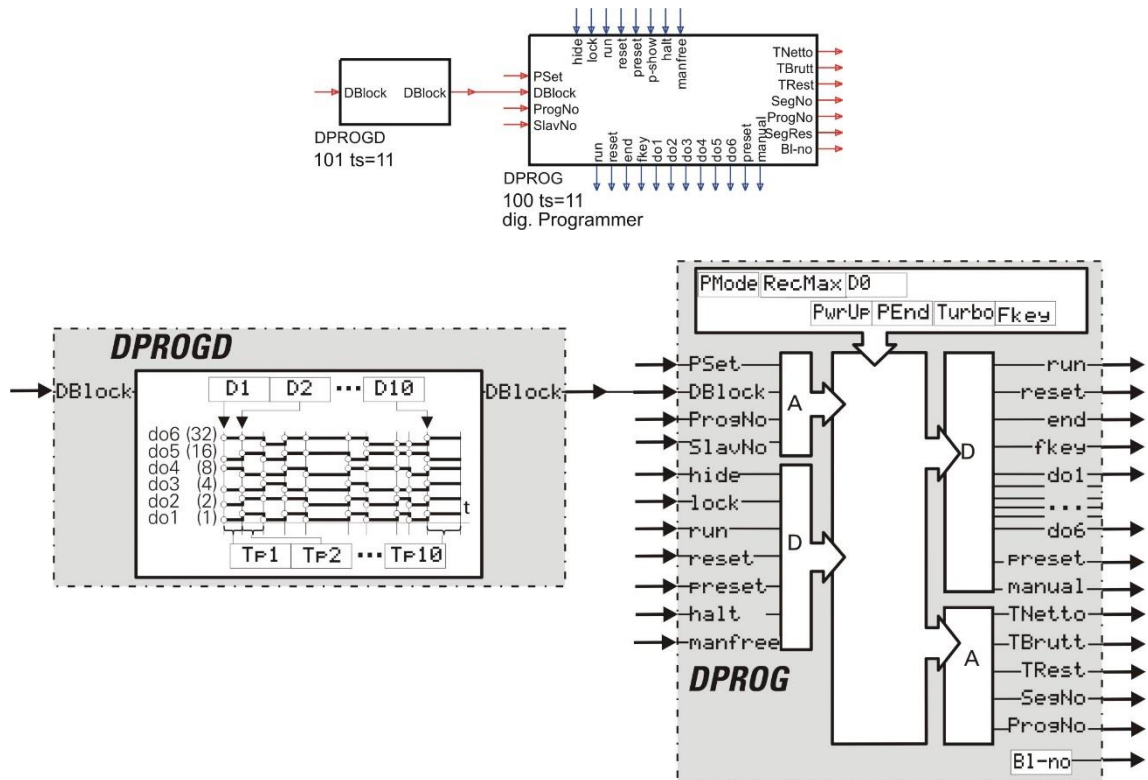 hide
lock
run
reset
preset
p-show
halt
manfree
PSet
DBlock
ProgNo
SlavNo
TNetto
TBrutt
TRest
SegNo
ProgNo
SegRes
Bl-no
run
reset
end
fkey
do1
do2
do3
do4
do5
do6
preset
manual
DBlock DBlock
DPROGD
101 ts=11
DPROG
100 ts=11
dig. Programmer
DPROGD
DBlock
DBlock
D1 D2 ... D10
do6 (32)
do5 (16)
do4 (8)
do3 (4)
do2 (2)
do1 (1)
t
Tp1 Tp2 ... Tp10
PMode RecMax D0
PwrUp PEnd Turbo Fkey
PSet
DBlock
ProgNo
SlavNo
A
hide
lock
run
reset
preset
halt
manfree
D
DPROG
D
run
reset
end
fkey
do1
...
do6
preset
manual
A
TNetto
TBrutt
TRest
SegNo
ProgNo
Bl-no